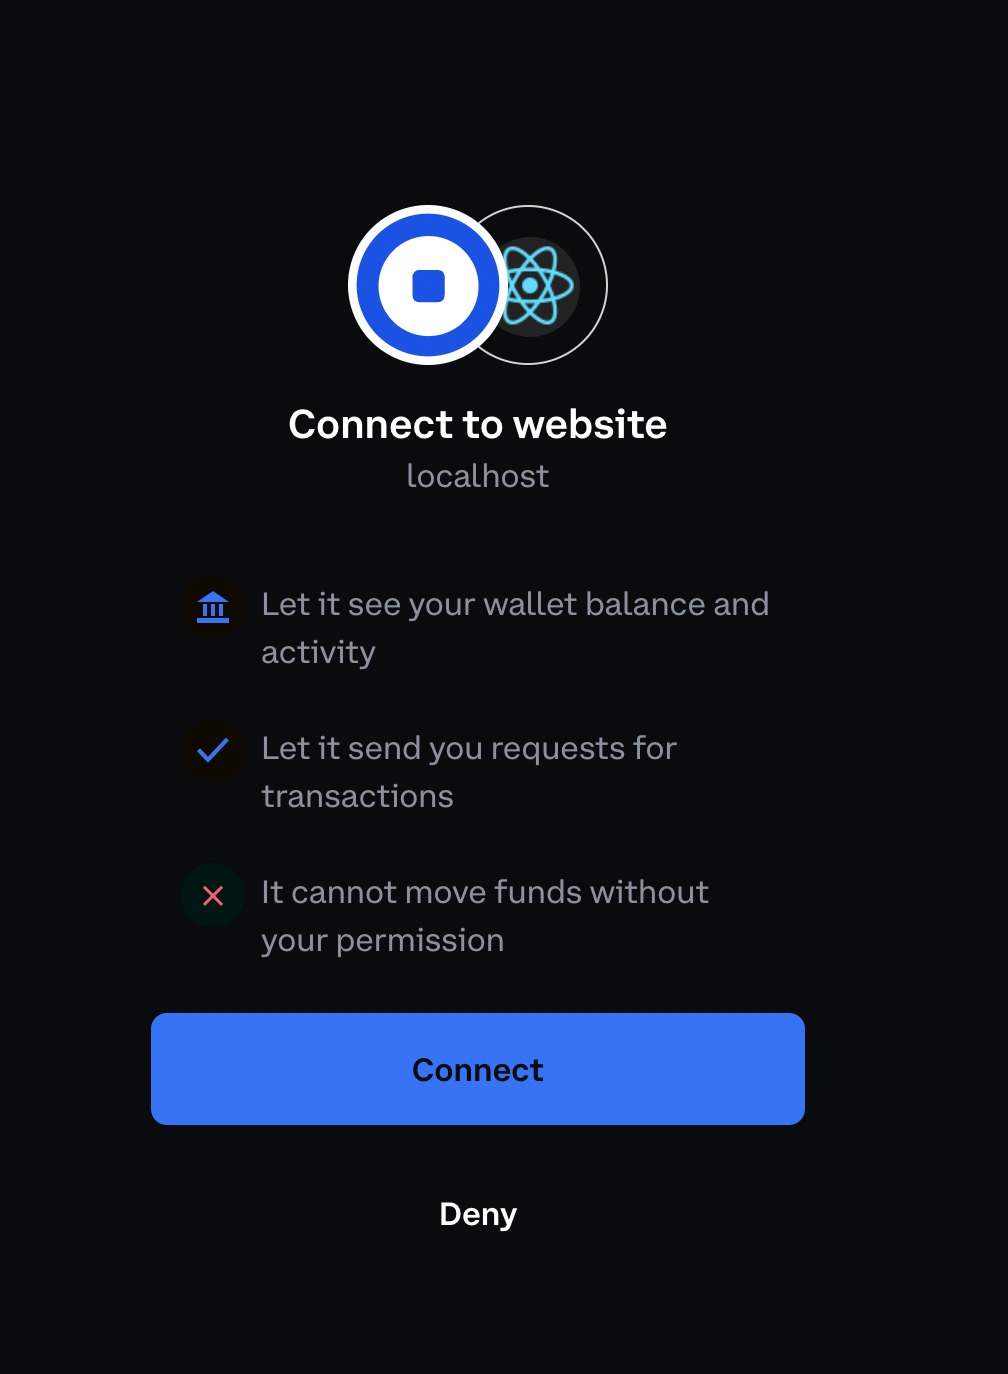 Connect to website
localhost
Let it see your wallet balance and
activity
Let it send you requests for
transactions
It cannot move funds without
your permission
Connect
Deny